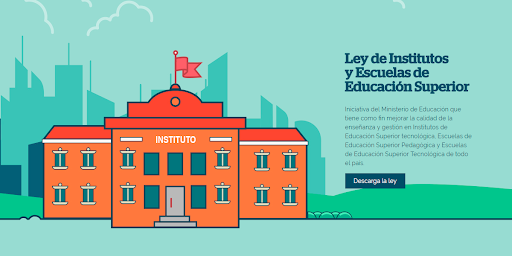 Ley de Institutos
y Escuelas de
Educación Superior
Iniciativa del Ministerio de Educación que
tiene como fin mejorar la calidad de la
enseñanza y gestión en Institutos de
Educación Superior tecnológica, Escuelas de
Educación Superior Pedagógica y Escuelas
de Educación Superior Tecnológica de todo
el país
Descarga la ley
INSTITUTO